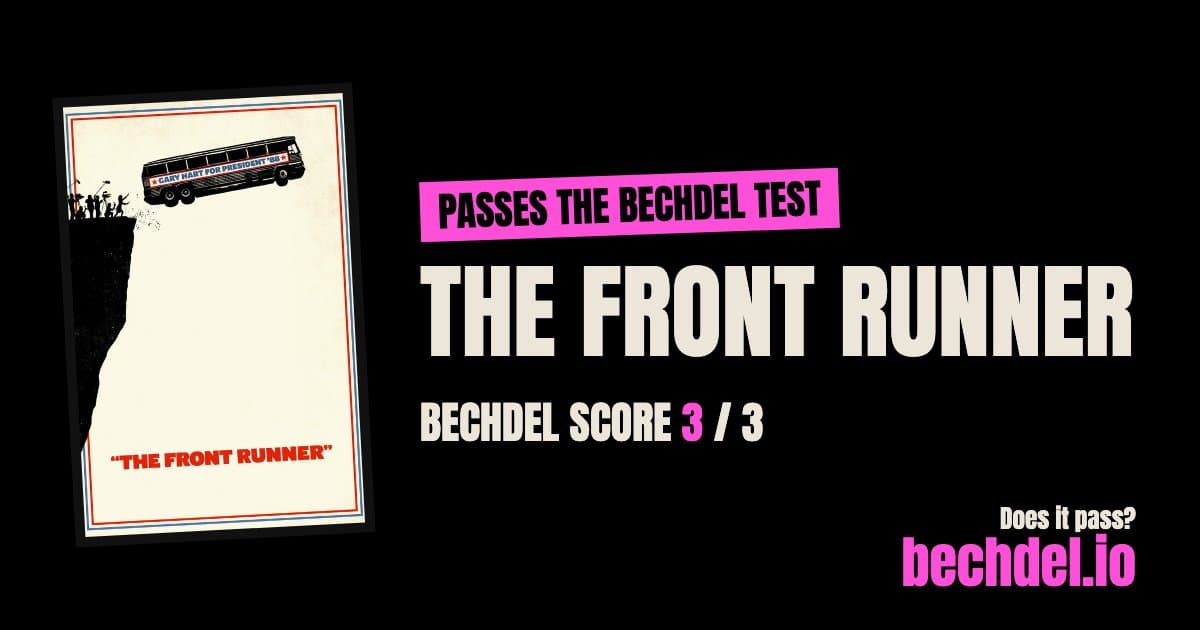 ★ GARY HART FOR PRESIDENT '88 ★
"THE FRONT RUNNER"
PASSES THE BECHDEL TEST
THE FRONT RUNNER
BECHDEL SCORE 3 / 3
Does it pass?
bechdel.io